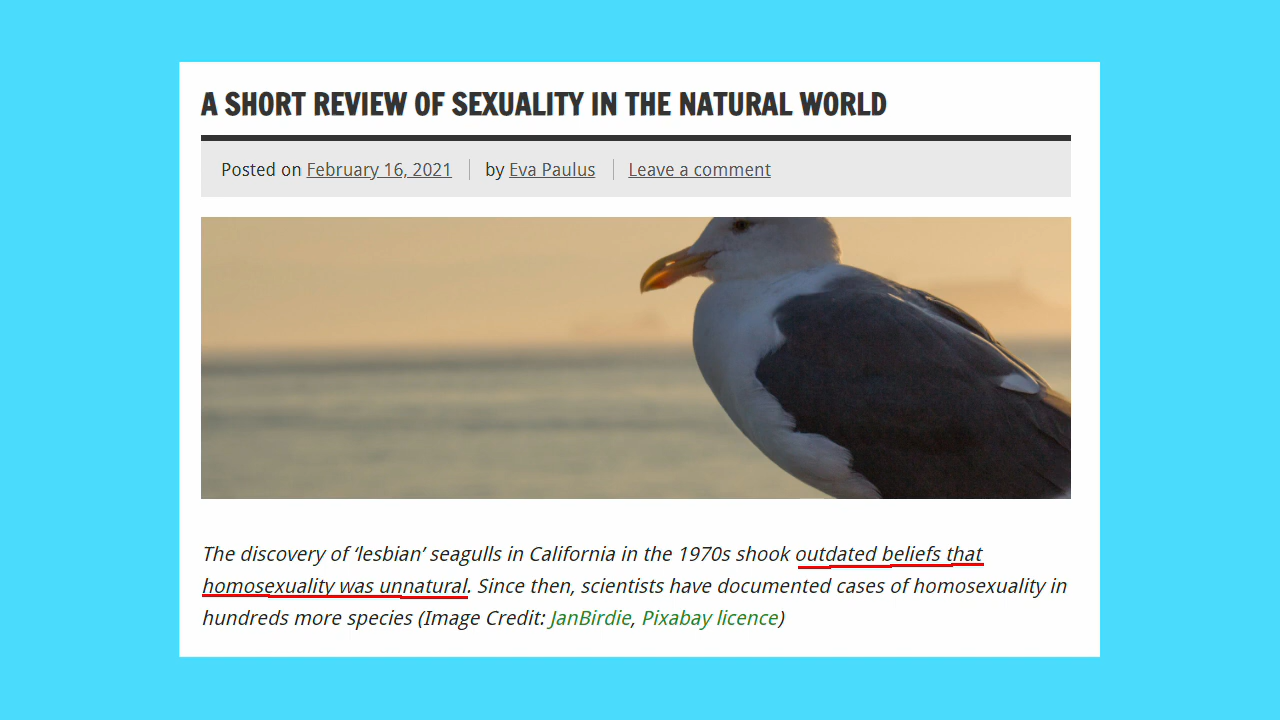 A SHORT REVIEW OF SEXUALITY IN THE NATURAL WORLD
Posted on February 16, 2021 by Eva Paulus Leave a comment
The discovery of ‘lesbian’ seagulls in California in the 1970s shook outdated beliefs that
homosexuality was unnatural. Since then, scientists have documented cases of homosexuality in
hundreds more species (Image Credit: JanBirdie, Pixabay licence)